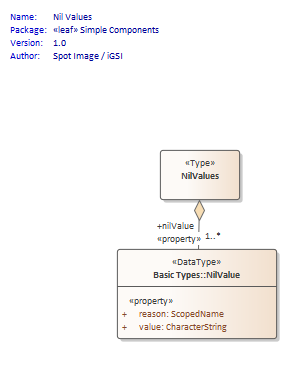 Name: Nil Values
Package: «leaf» Simple Components
Version: 1.0
Author: Spot Image / iGSI
«Type»
NilValues
+nilValue
«property» 1..*
«DataType»
Basic Types::NilValue
«property»
+ reason: ScopedName
+ value: CharacterString